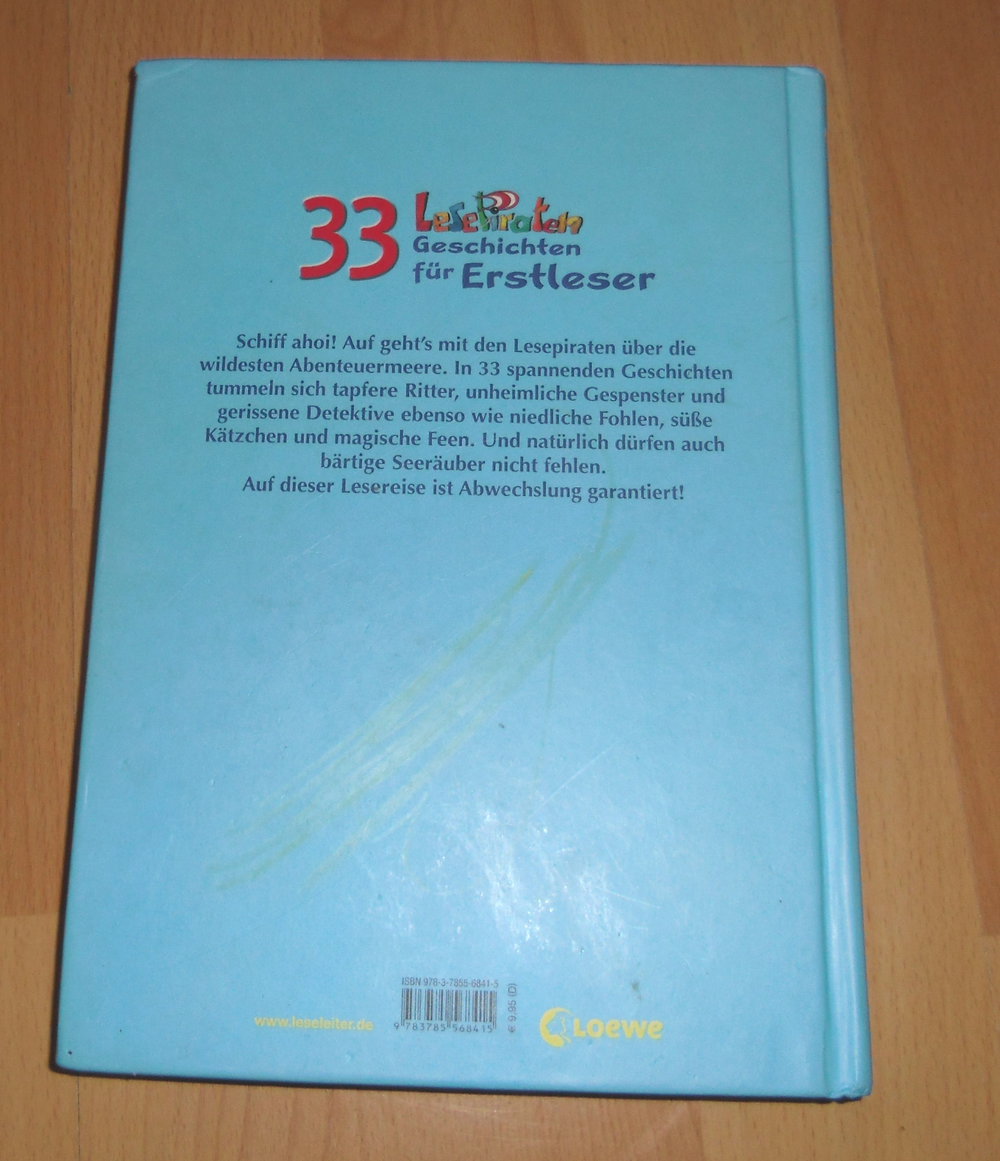 33 LesePiraten
Geschichten
für Erstleser
Schiff ahoi! Auf geht's mit den Lesepiraten über die
wildesten Abenteuermeere. In 33 spannenden Geschichten
tummeln sich tapfere Ritter, unheimliche Gespenster und
gerissene Detektive ebenso wie niedliche Fohlen, süße
Kätzchen und magische Feen. Und natürlich dürfen auch
bärtige Seeräuber nicht fehlen.
Auf dieser Lesereise ist Abwechslung garantiert!
www.leseleiter.de
ISBN 978-3-7855-6841-5
9 783785 568415
€ 9,95 (D)
Loewe